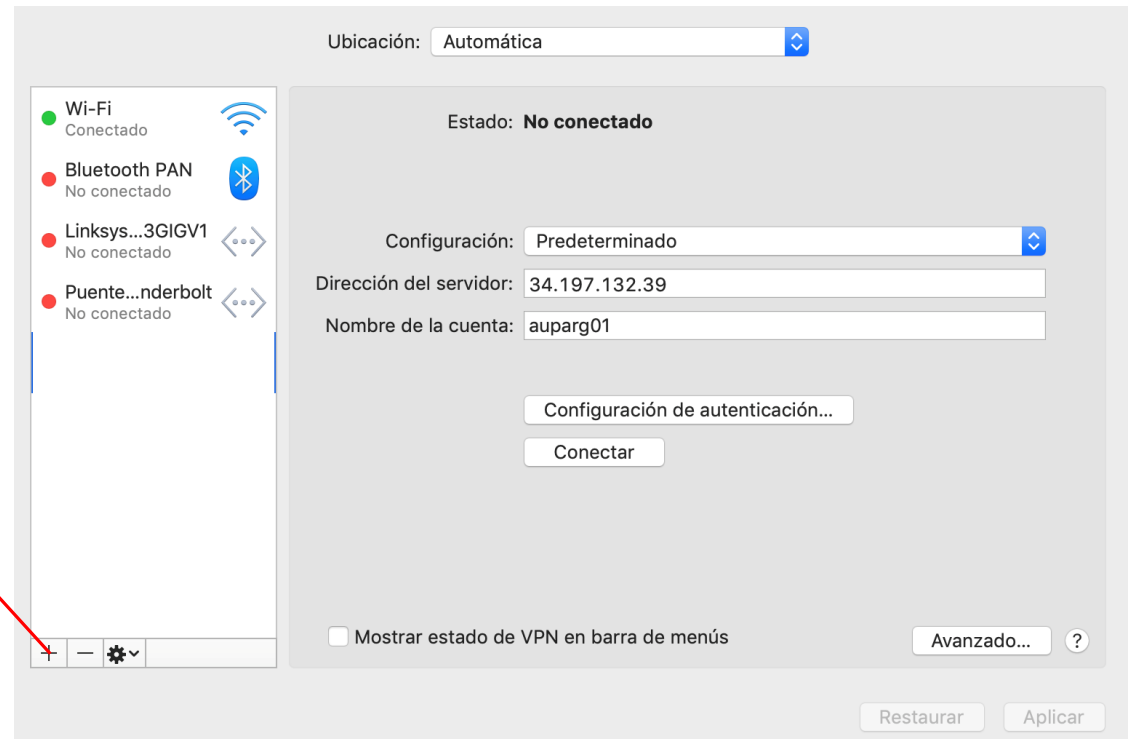 Ubicación: Automática
Wi-Fi
Conectado
Bluetooth PAN
No conectado
Linksys...3GIGV1
No conectado
Puente...nderbolt
No conectado
Estado: No conectado
Configuración: Predeterminado
Dirección del servidor: 34.197.132.39
Nombre de la cuenta: auparg01
Configuración de autenticación...
Conectar
Mostrar estado de VPN en barra de menús
Avanzado... ?
Restaurar Aplicar